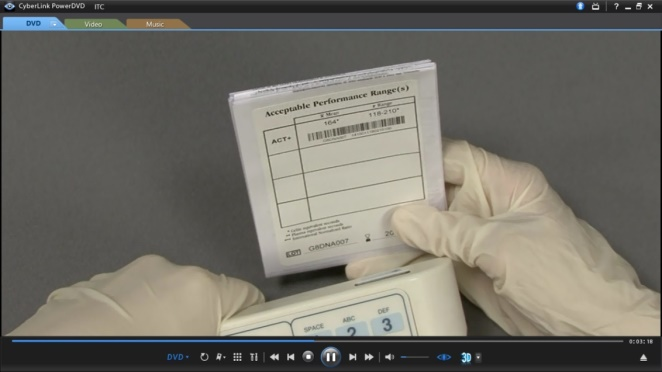 CyberLink PowerDVD ITC
DVD
Video
Music
Acceptable Performance Range(s)
Mean
Range
ACT+
164*
118-210*
LOT
G8DNA007
SPACE
ABC
DEF
2
3
DVD
3D
0:03:18